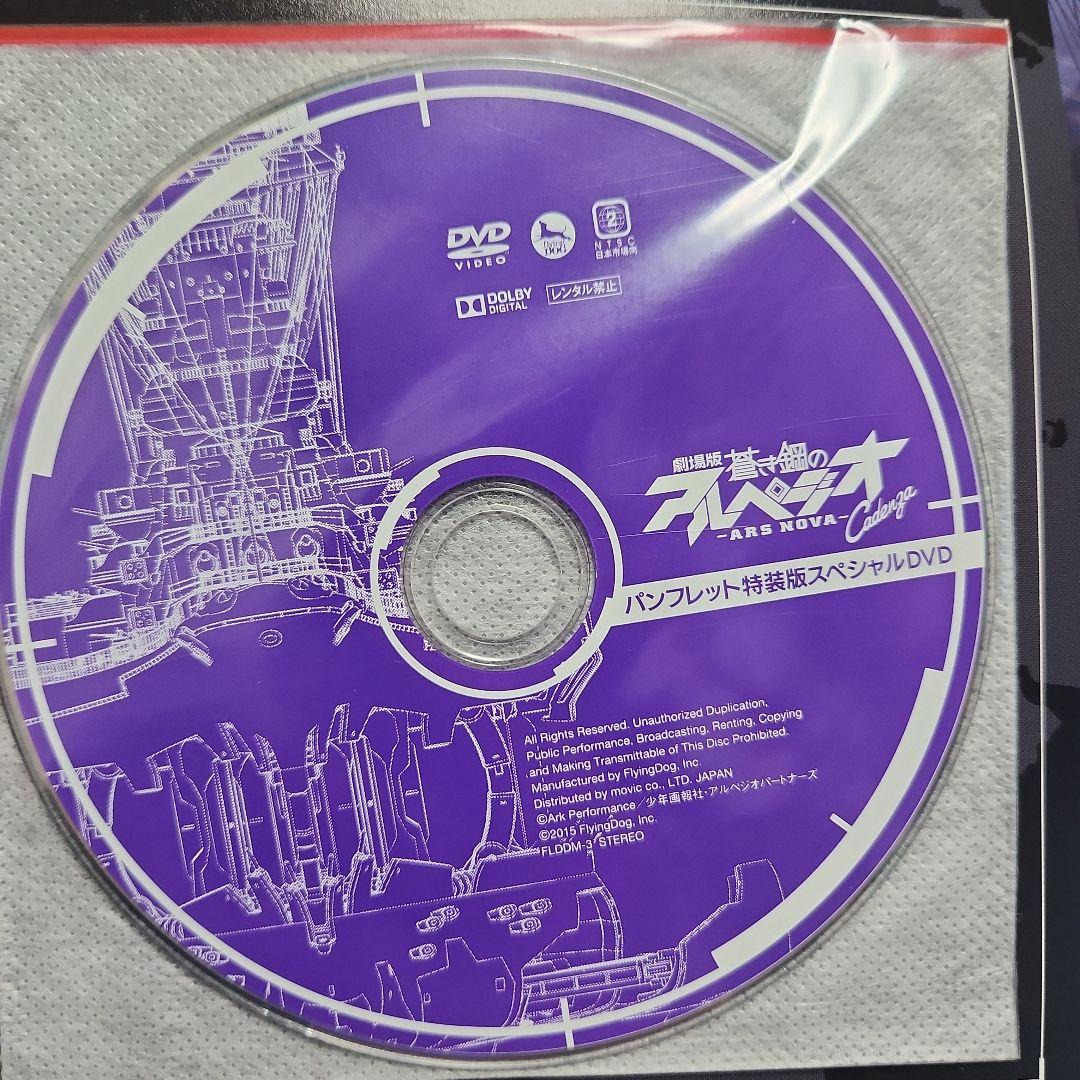 DVD
VIDEO
FLYING
DOG
2
NTSC
日本市場向
DOLBY
DIGITAL
レンタル禁止
劇場版 蒼き鋼の
アルペジオ
-ARS NOVA-
Cadenza
パンフレット特装版スペシャルDVD
All Rights Reserved. Unauthorized Duplication,
Public Performance, Broadcasting, Renting, Copying
and Making Transmittable of This Disc Prohibited.
Manufactured by FlyingDog, Inc.
Distributed by movic co., LTD. JAPAN
©Ark Performance／少年画報社・アルペジオパートナーズ
©2015 FlyingDog, Inc.
FLDDM-3 STEREO